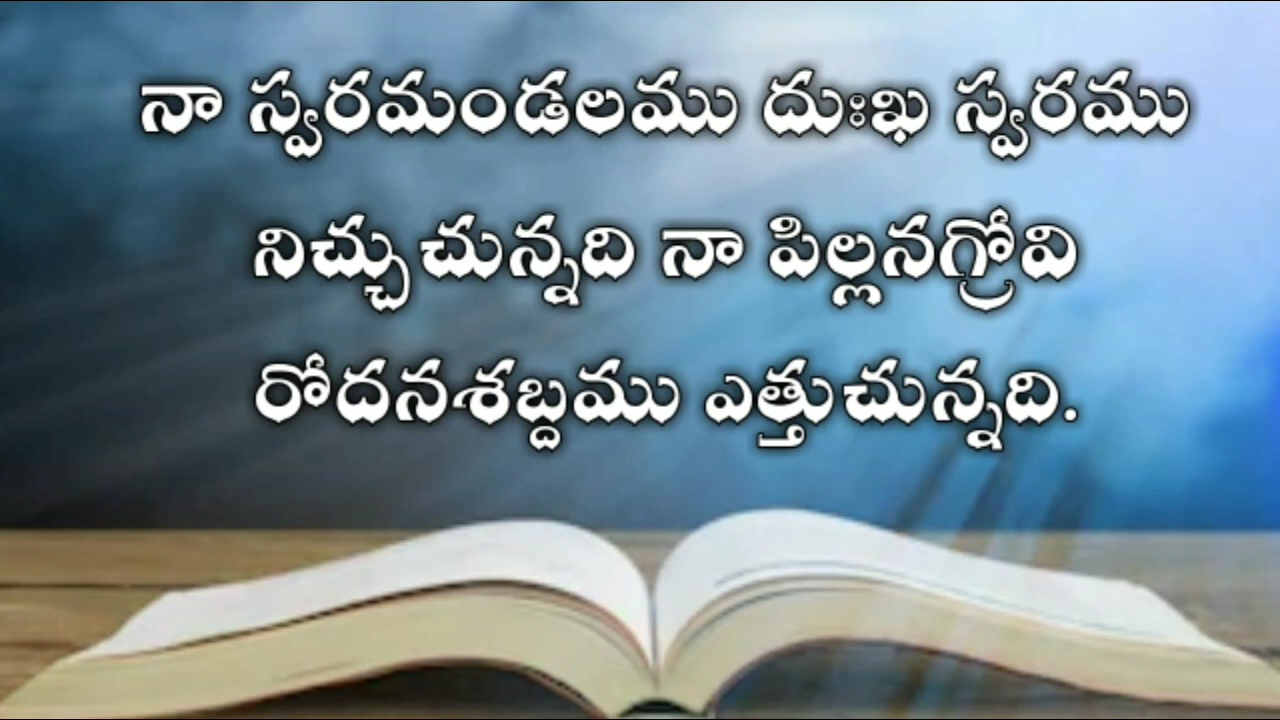 నా స్వరమండలము దుఃఖ స్వరము
నిచ్చుచున్నది నా పిల్లనగ్రోవి
రోదనశబ్దము ఎత్తుచున్నది.